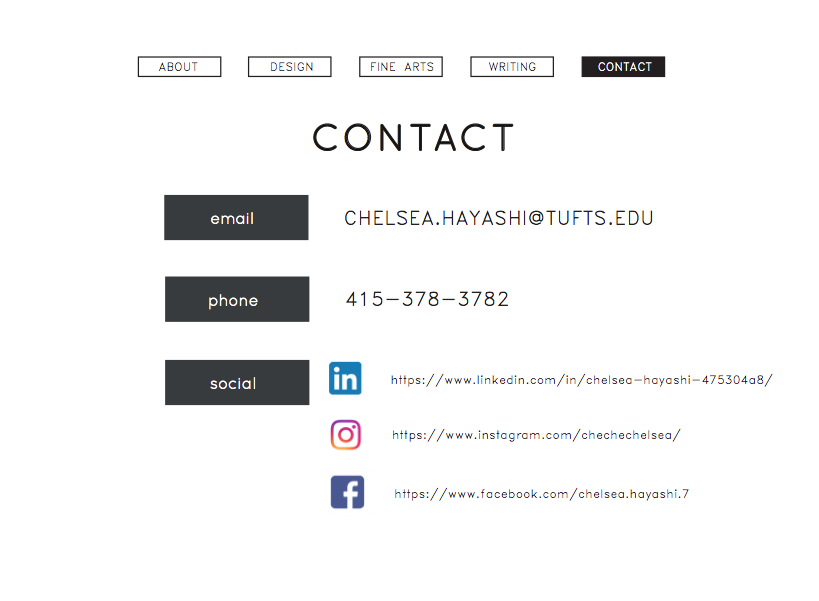 ABOUT DESIGN FINE ARTS WRITING CONTACT
CONTACT
email CHELSEA.HAYASHI@TUFTS.EDU
phone 415-378-3782
social in https://www.linkedin.com/in/chelsea-hayashi-475304a8/
https://www.instagram.com/chechechelsea/
f https://www.facebook.com/chelsea.hayashi.7